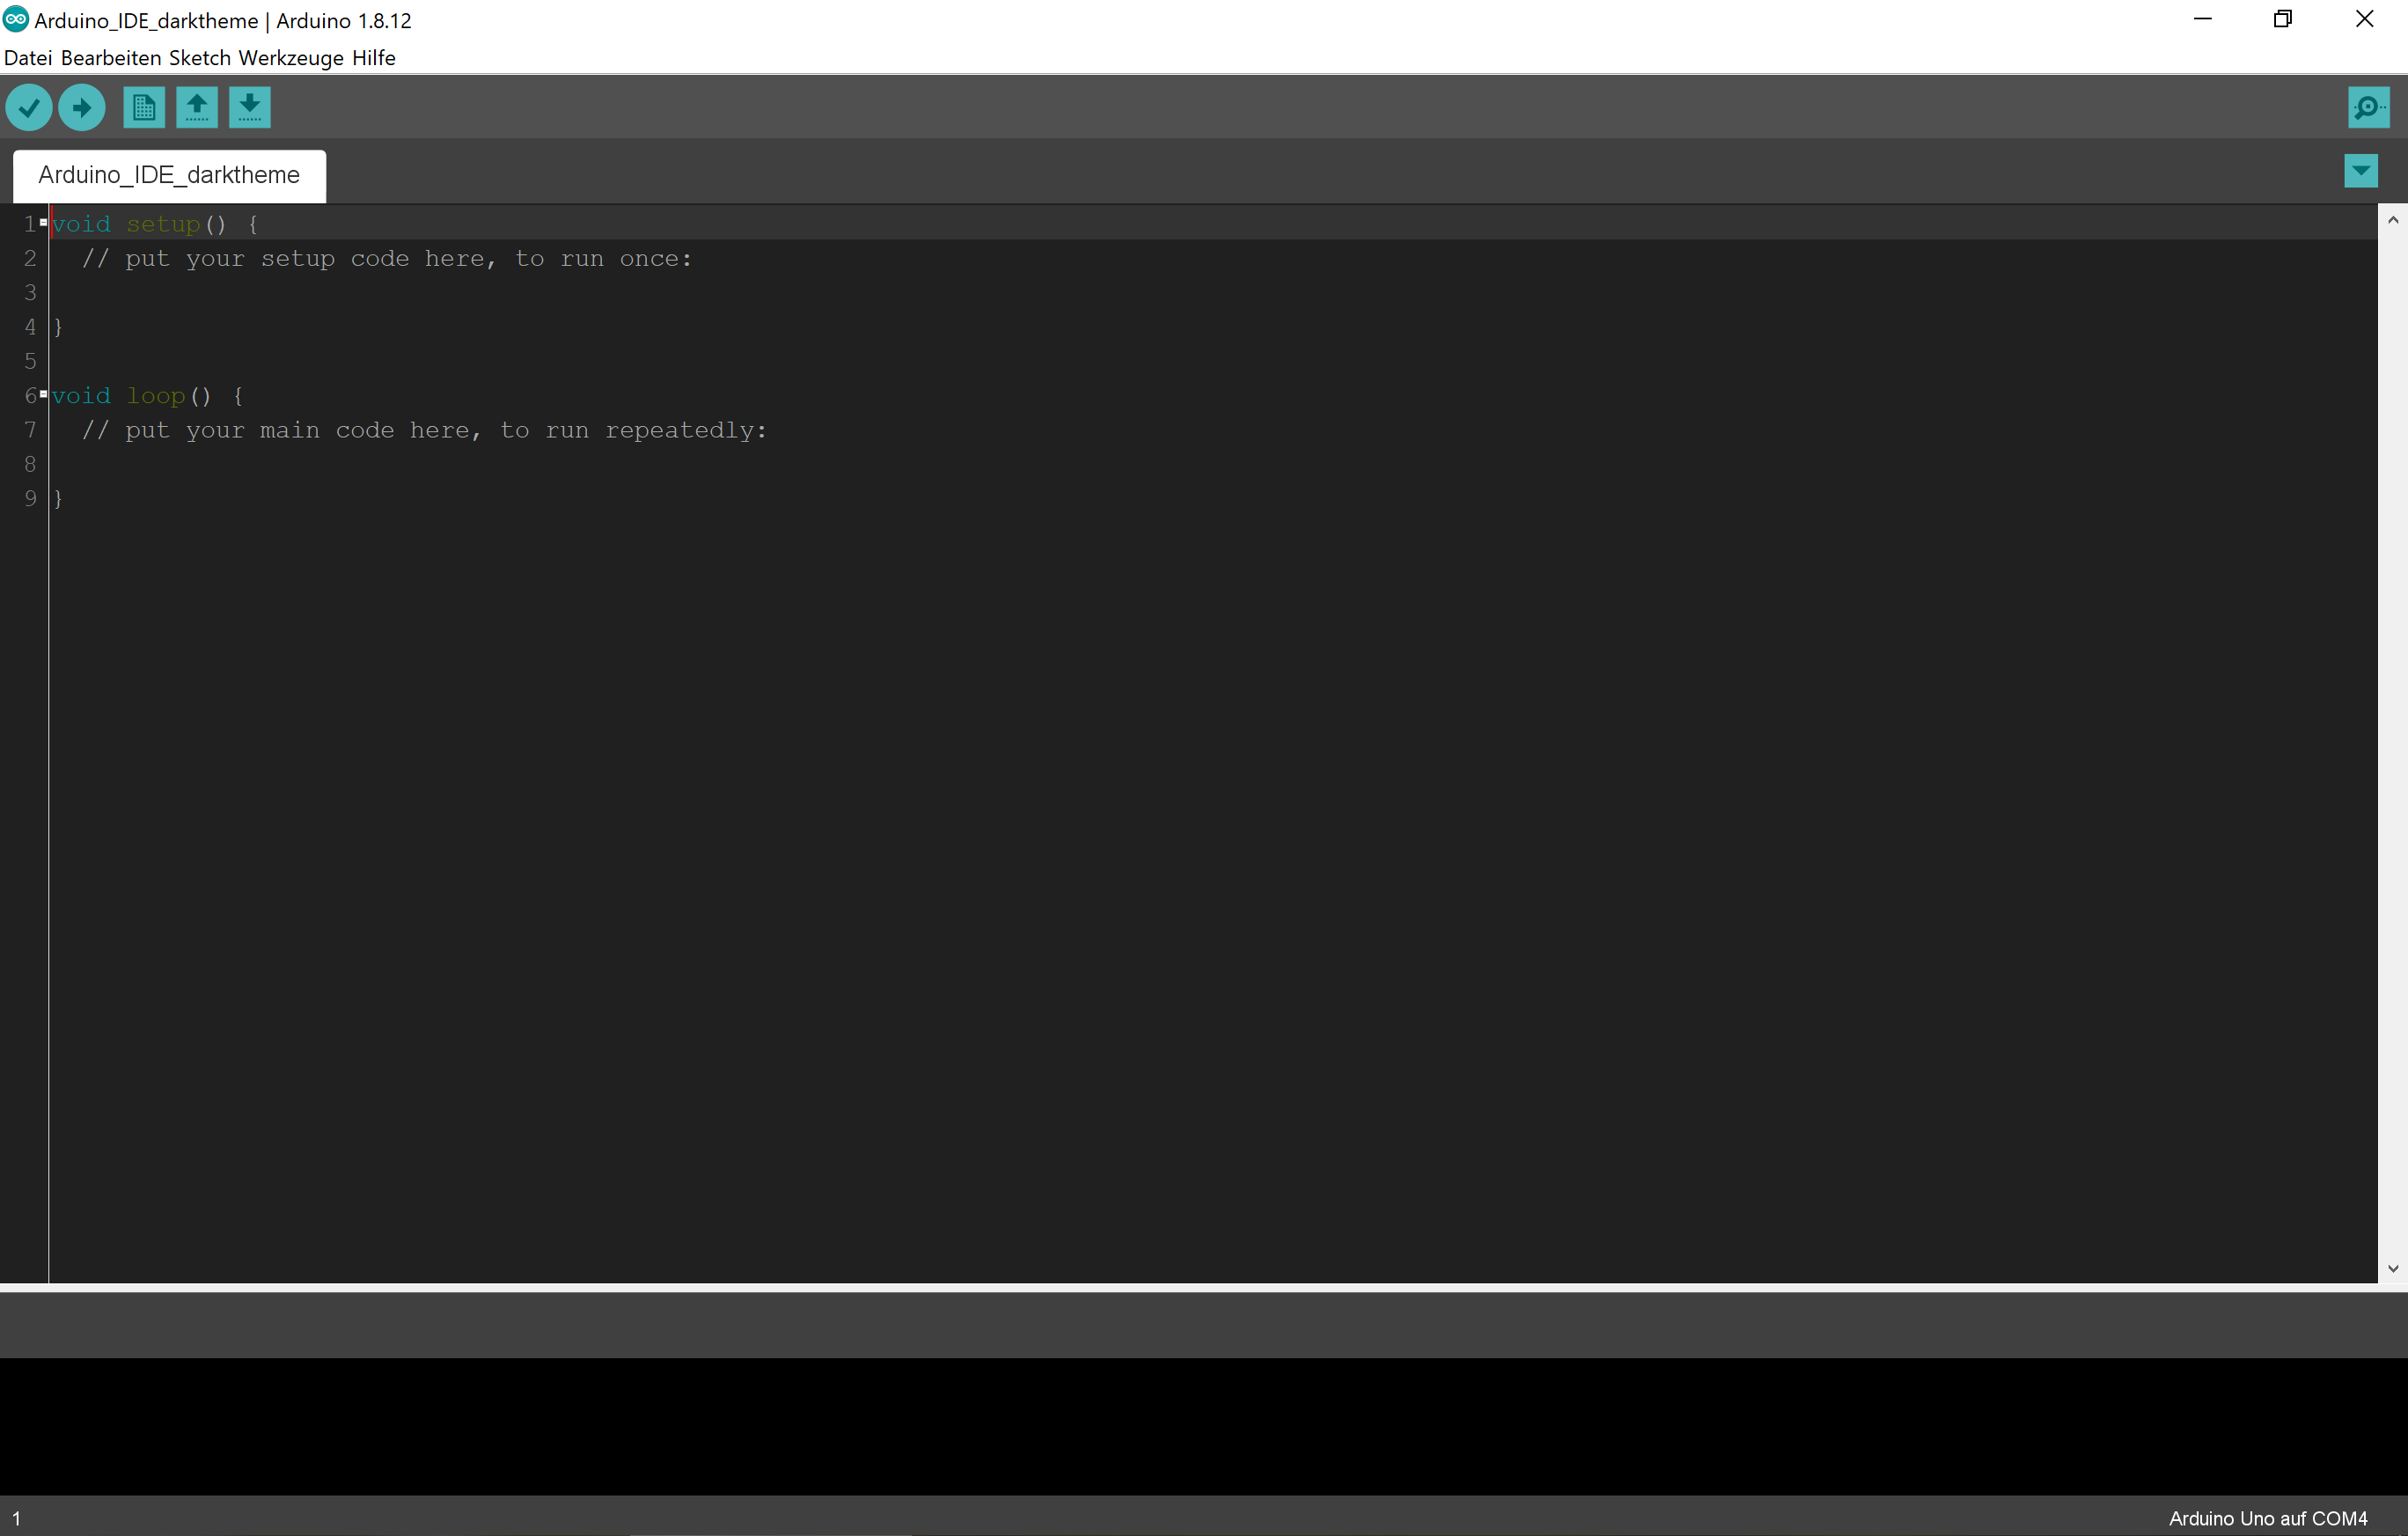 Arduino_IDE_darktheme | Arduino 1.8.12
Datei Bearbeiten Sketch Werkzeuge Hilfe
Arduino_IDE_darktheme
1 void setup() {
2 // put your setup code here, to run once:
3
4 }
5
6 void loop() {
7 // put your main code here, to run repeatedly:
8
9 }
1 Arduino Uno auf COM4